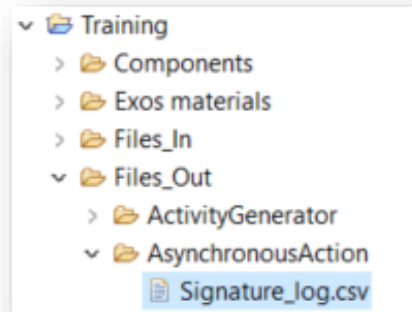 Training
Components
Exos materials
Files_In
Files_Out
ActivityGenerator
AsynchronousAction
Signature_log.csv